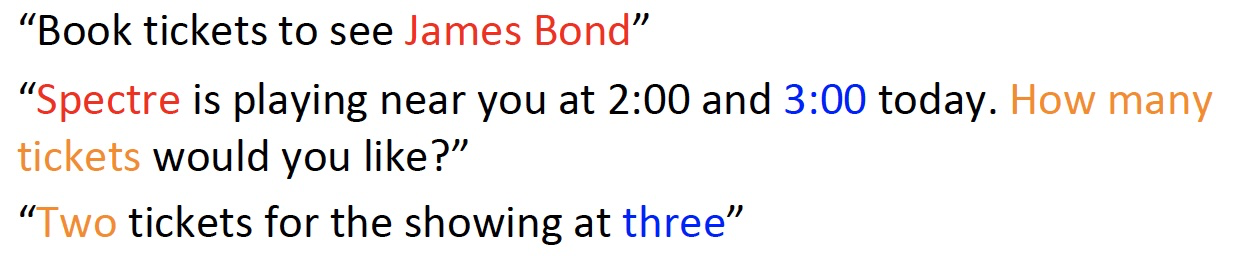 “Book tickets to see James Bond”
“Spectre is playing near you at 2:00 and 3:00 today. How many
tickets would you like?”
“Two tickets for the showing at three”